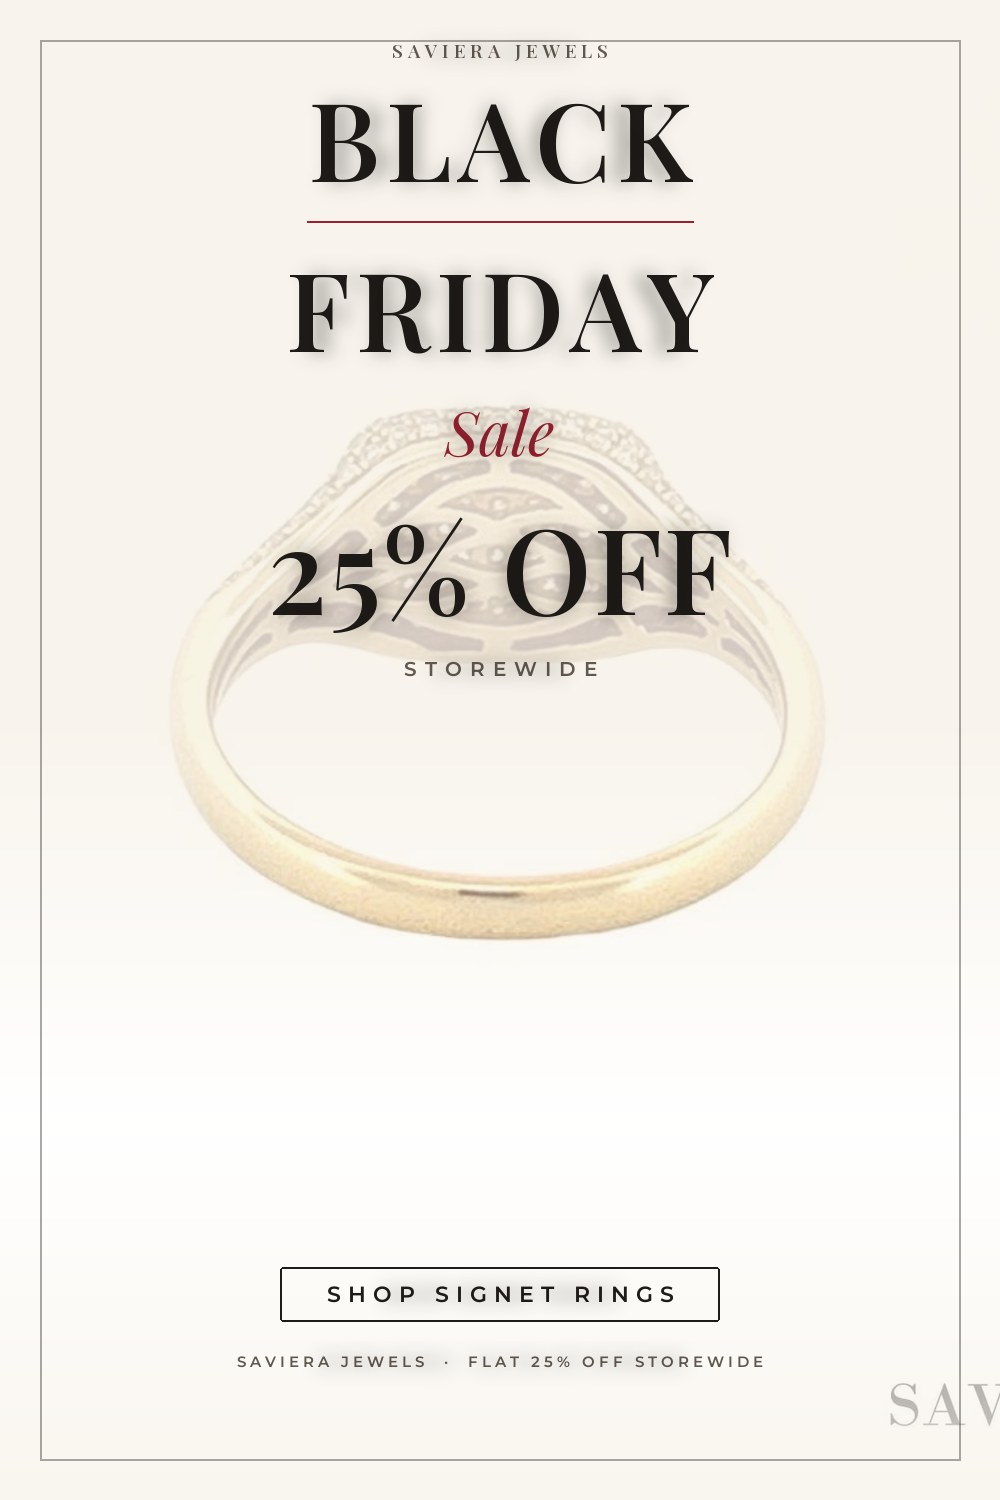 SAVIERA JEWELS
BLACK
FRIDAY
Sale
25% OFF
STOREWIDE
SHOP SIGNET RINGS
SAVIERA JEWELS · FLAT 25% OFF STOREWIDE